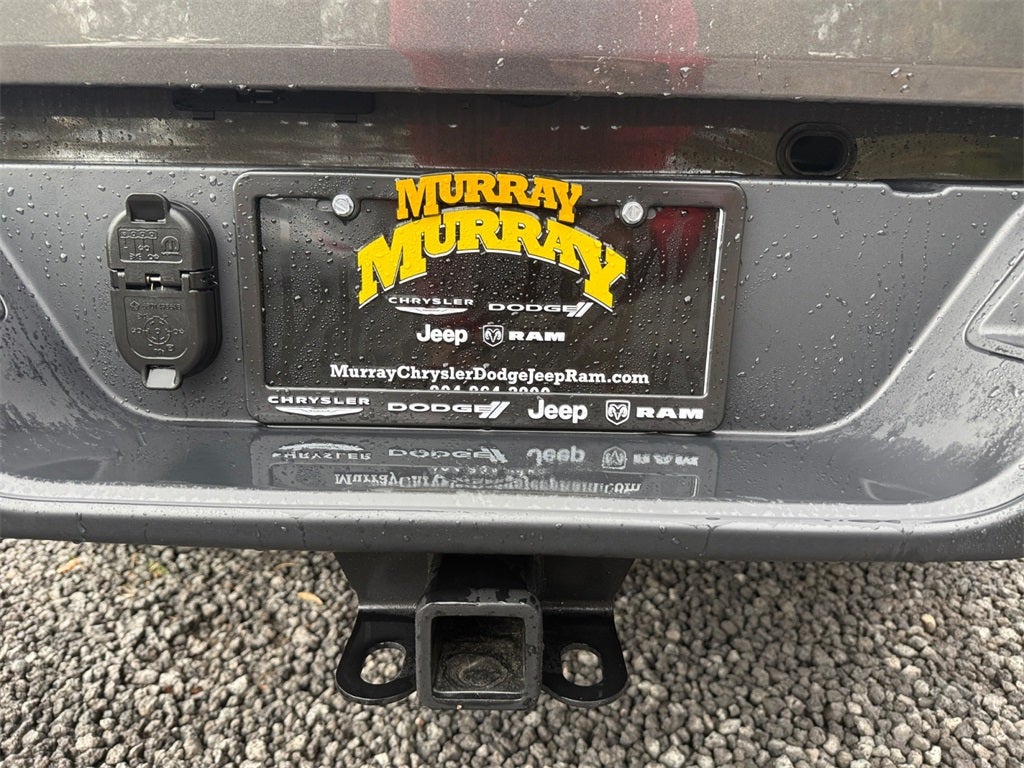 MURRAY
MURRAY
CHRYSLER DODGE
Jeep RAM
MurrayChryslerDodgeJeepRam.com
CHRYSLER DODGE Jeep RAM